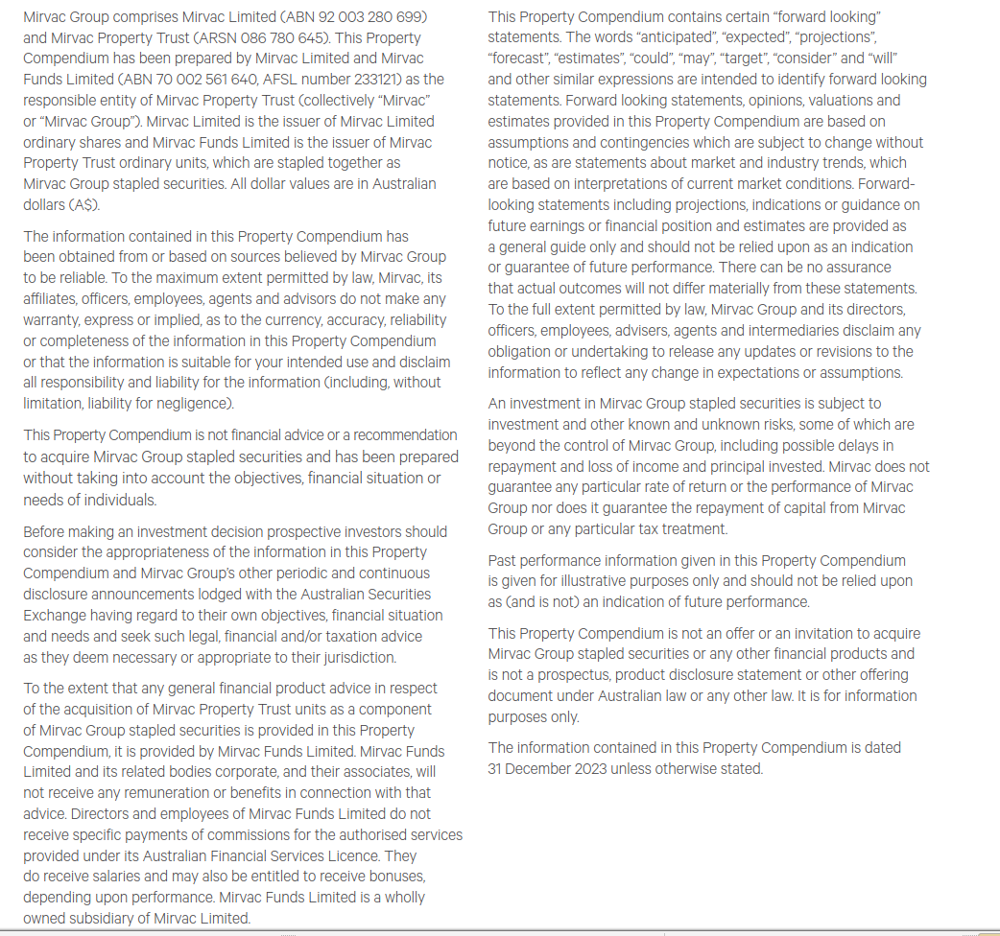 Mirvac Group comprises Mirvac Limited (ABN 92 003 280 699)
and Mirvac Property Trust (ARSN 086 780 645). This Property
Compendium has been prepared by Mirvac Limited and Mirvac
Funds Limited (ABN 70 002 561 640, AFSL number 233121) as the
responsible entity of Mirvac Property Trust (collectively “Mirvac”
or “Mirvac Group”). Mirvac Limited is the issuer of Mirvac Limited
ordinary shares and Mirvac Funds Limited is the issuer of Mirvac
Property Trust ordinary units, which are stapled together as
Mirvac Group stapled securities. All dollar values are in Australian
dollars (A$).
The information contained in this Property Compendium has
been obtained from or based on sources believed by Mirvac Group
to be reliable. To the maximum extent permitted by law, Mirvac, its
affiliates, officers, employees, agents and advisors do not make any
warranty, express or implied, as to the currency, accuracy, reliability
or completeness of the information in this Property Compendium
or that the information is suitable for your intended use and disclaim
all responsibility and liability for the information (including, without
limitation, liability for negligence).
This Property Compendium is not financial advice or a recommendation
to acquire Mirvac Group stapled securities and has been prepared
without taking into account the objectives, financial situation or
needs of individuals.
Before making an investment decision prospective investors should
consider the appropriateness of the information in this Property
Compendium and Mirvac Group’s other periodic and continuous
disclosure announcements lodged with the Australian Securities
Exchange having regard to their own objectives, financial situation
and needs and seek such legal, financial and/or taxation advice
as they deem necessary or appropriate to their jurisdiction.
To the extent that any general financial product advice in respect
of the acquisition of Mirvac Property Trust units as a component
of Mirvac Group stapled securities is provided in this Property
Compendium, it is provided by Mirvac Funds Limited. Mirvac Funds
Limited and its related bodies corporate, and their associates, will
not receive any remuneration or benefits in connection with that
advice. Directors and employees of Mirvac Funds Limited do not
receive specific payments of commissions for the authorised services
provided under its Australian Financial Services Licence. They
do receive salaries and may also be entitled to receive bonuses,
depending upon performance. Mirvac Funds Limited is a wholly
owned subsidiary of Mirvac Limited.
This Property Compendium contains certain “forward looking”
statements. The words “anticipated”, “expected”, “projections”,
“forecast”, “estimates”, “could”, “may”, “target”, “consider” and “will”
and other similar expressions are intended to identify forward looking
statements. Forward looking statements, opinions, valuations and
estimates provided in this Property Compendium are based on
assumptions and contingencies which are subject to change without
notice, as are statements about market and industry trends, which
are based on interpretations of current market conditions. Forward-
looking statements including projections, indications or guidance on
future earnings or financial position and estimates are provided as
a general guide only and should not be relied upon as an indication
or guarantee of future performance. There can be no assurance
that actual outcomes will not differ materially from these statements.
To the full extent permitted by law, Mirvac Group and its directors,
officers, employees, advisers, agents and intermediaries disclaim any
obligation or undertaking to release any updates or revisions to the
information to reflect any change in expectations or assumptions.
An investment in Mirvac Group stapled securities is subject to
investment and other known and unknown risks, some of which are
beyond the control of Mirvac Group, including possible delays in
repayment and loss of income and principal invested. Mirvac does not
guarantee any particular rate of return or the performance of Mirvac
Group nor does it guarantee the repayment of capital from Mirvac
Group or any particular tax treatment.
Past performance information given in this Property Compendium
is given for illustrative purposes only and should not be relied upon
as (and is not) an indication of future performance.
This Property Compendium is not an offer or an invitation to acquire
Mirvac Group stapled securities or any other financial products and
is not a prospectus, product disclosure statement or other offering
document under Australian law or any other law. It is for information
purposes only.
The information contained in this Property Compendium is dated
31 December 2023 unless otherwise stated.